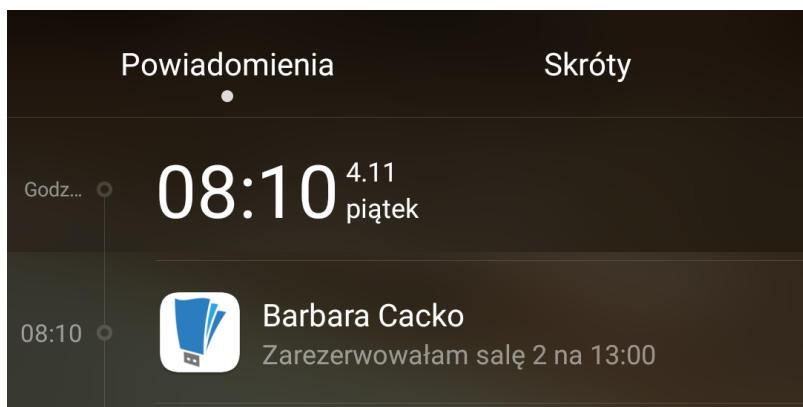 Powiadomienia Skróty
Godz... 08:10 4.11
piątek
08:10 Barbara Cacko
Zarezerwowałam salę 2 na 13:00